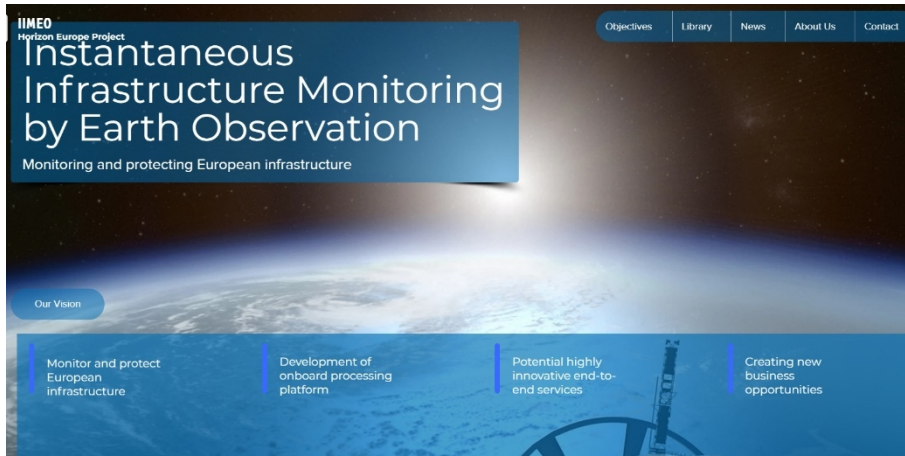 IIMEO
Horizon Europe Project
Objectives
Library
News
About Us
Contact
Instantaneous
Infrastructure Monitoring
by Earth Observation
Monitoring and protecting European infrastructure
Our Vision
Monitor and protect
European
infrastructure
Development of
onboard processing
platform
Potential highly
innovative end-to-
end services
Creating new
business
opportunities